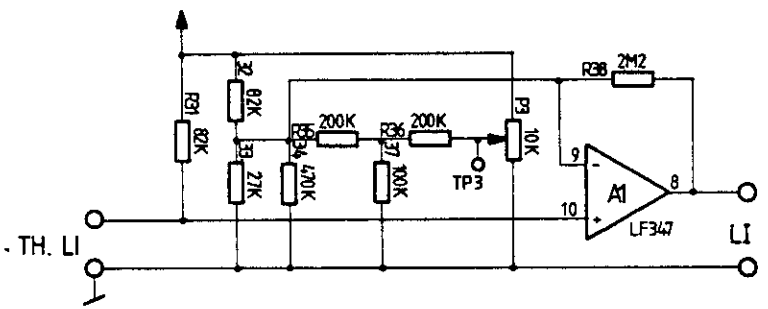 R38 2M2
32
82K
R31
82K
R35 200K
R36 200K
P3
10K
33
27K
34
470K
37
100K
TP3
9
-
A1
8
10
+
LF347
. TH. LI
LI